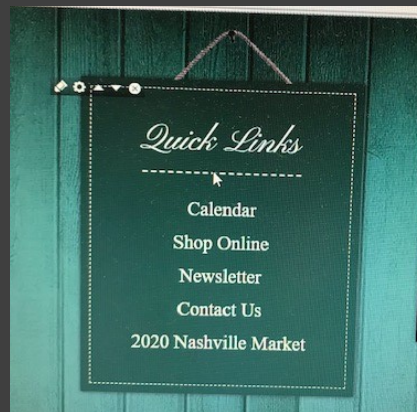 Quick Links
Calendar
Shop Online
Newsletter
Contact Us
2020 Nashville Market